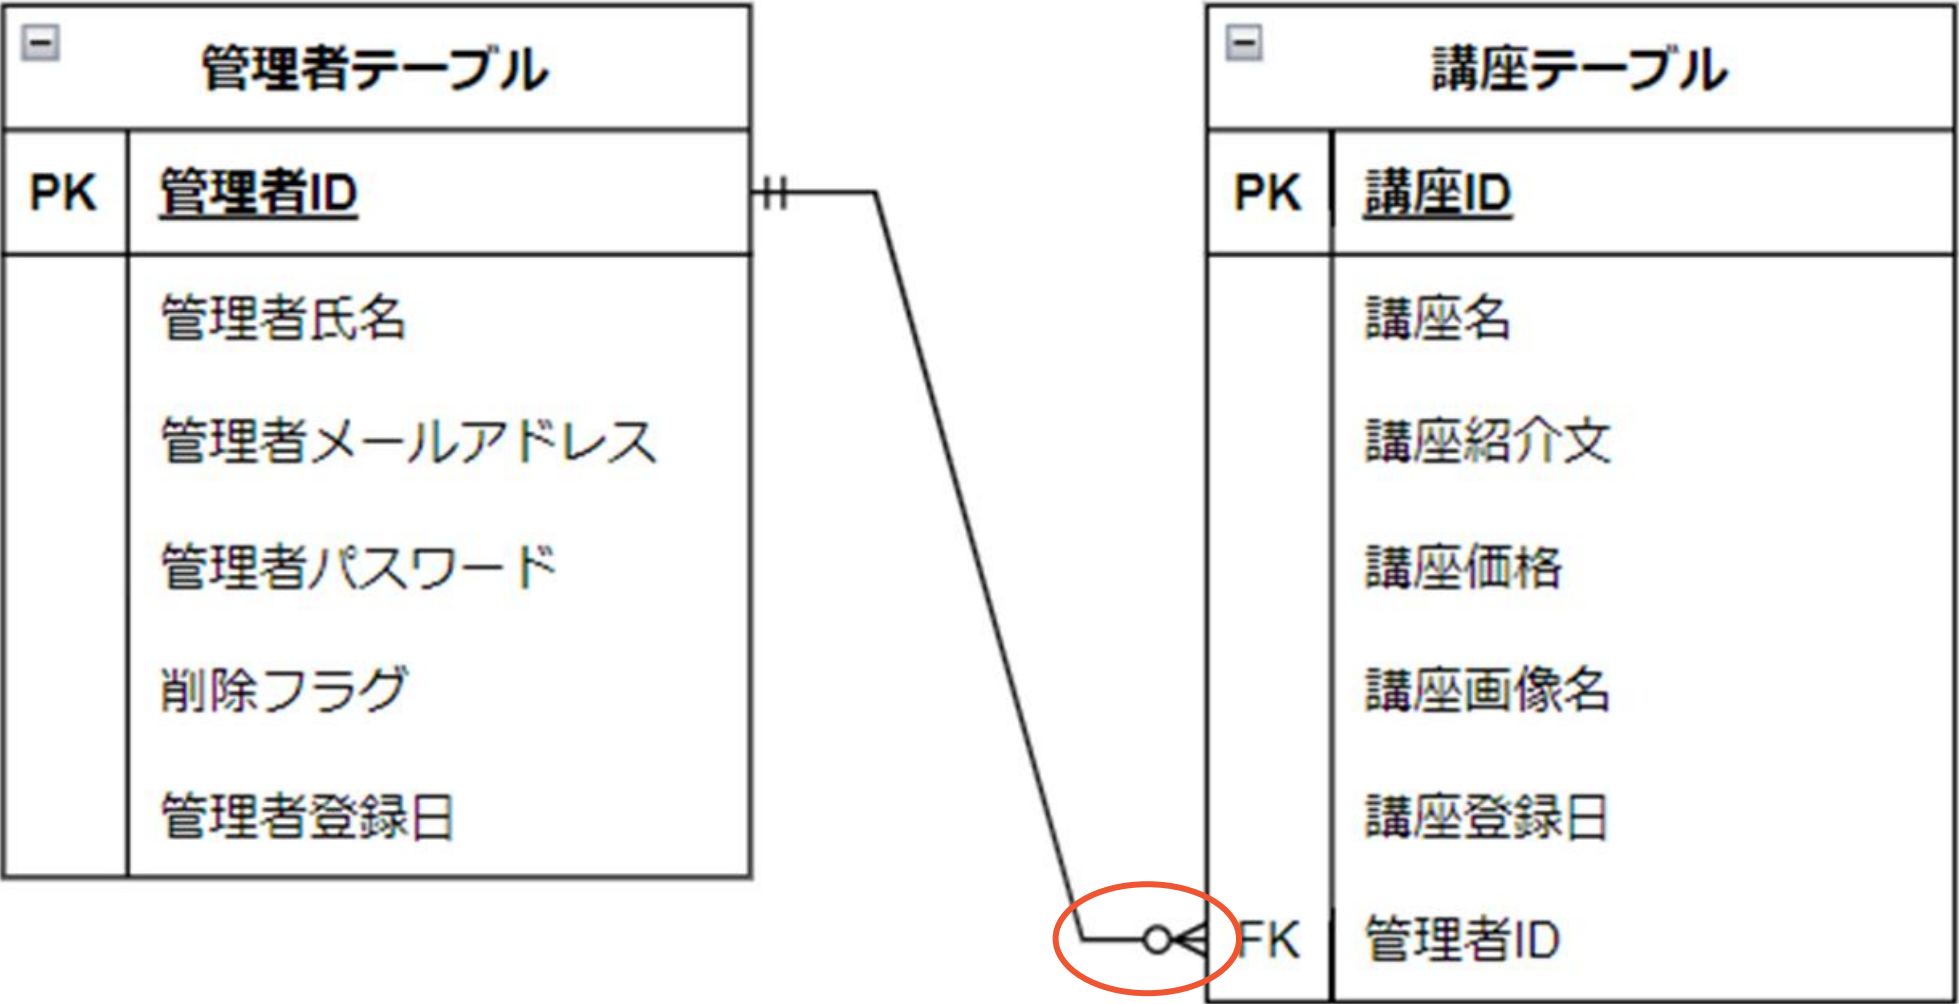 管理者テーブル
PK 管理者ID
管理者氏名
管理者メールアドレス
管理者パスワード
削除フラグ
管理者登録日
講座テーブル
PK 講座ID
講座名
講座紹介文
講座価格
講座画像名
講座登録日
FK 管理者ID